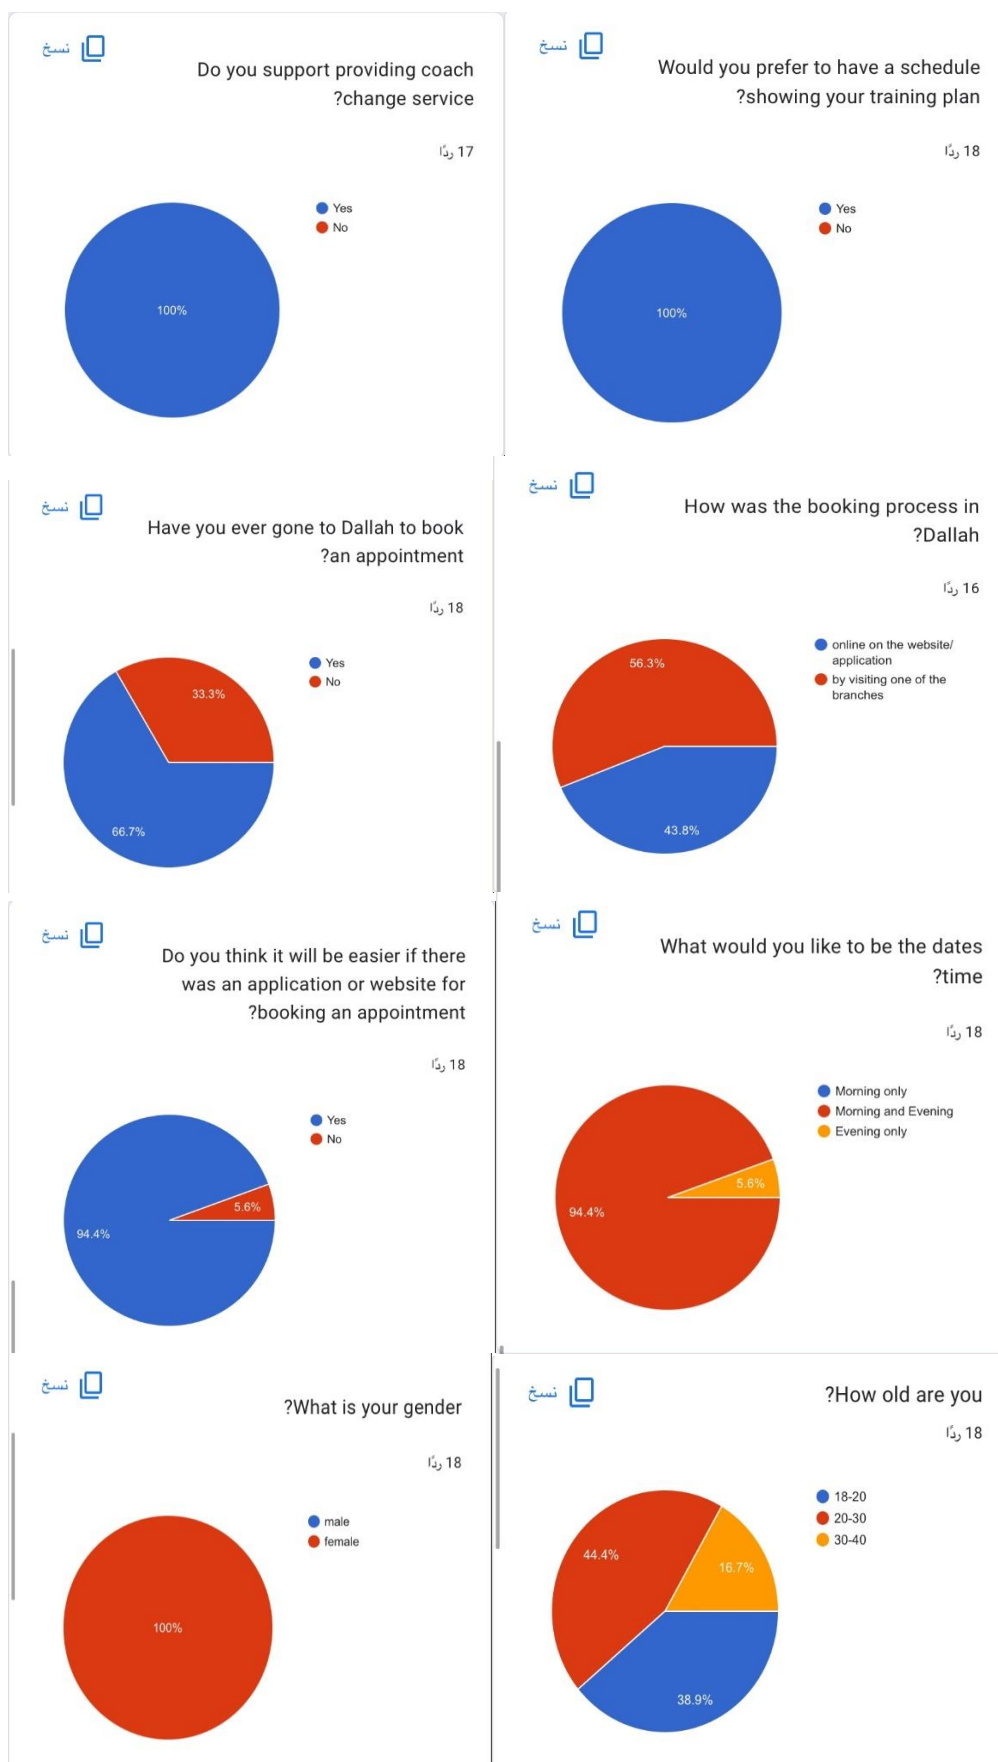 نسخ
Do you support providing coach
?change service
17 ردًا
Yes
No
100%
نسخ
Would you prefer to have a schedule
?showing your training plan
18 ردًا
Yes
No
100%
نسخ
Have you ever gone to Dallah to book
?an appointment
18 ردًا
Yes
No
33.3%
66.7%
نسخ
How was the booking process in
?Dallah
16 ردًا
online on the website/
application
by visiting one of the
branches
56.3%
43.8%
نسخ
Do you think it will be easier if there
was an application or website for
?booking an appointment
18 ردًا
Yes
No
5.6%
94.4%
نسخ
What would you like to be the dates
?time
18 ردًا
Morning only
Morning and Evening
Evening only
5.6%
94.4%
نسخ
?What is your gender
18 ردًا
male
female
100%
نسخ
?How old are you
18 ردًا
18-20
20-30
30-40
44.4%
16.7%
38.9%